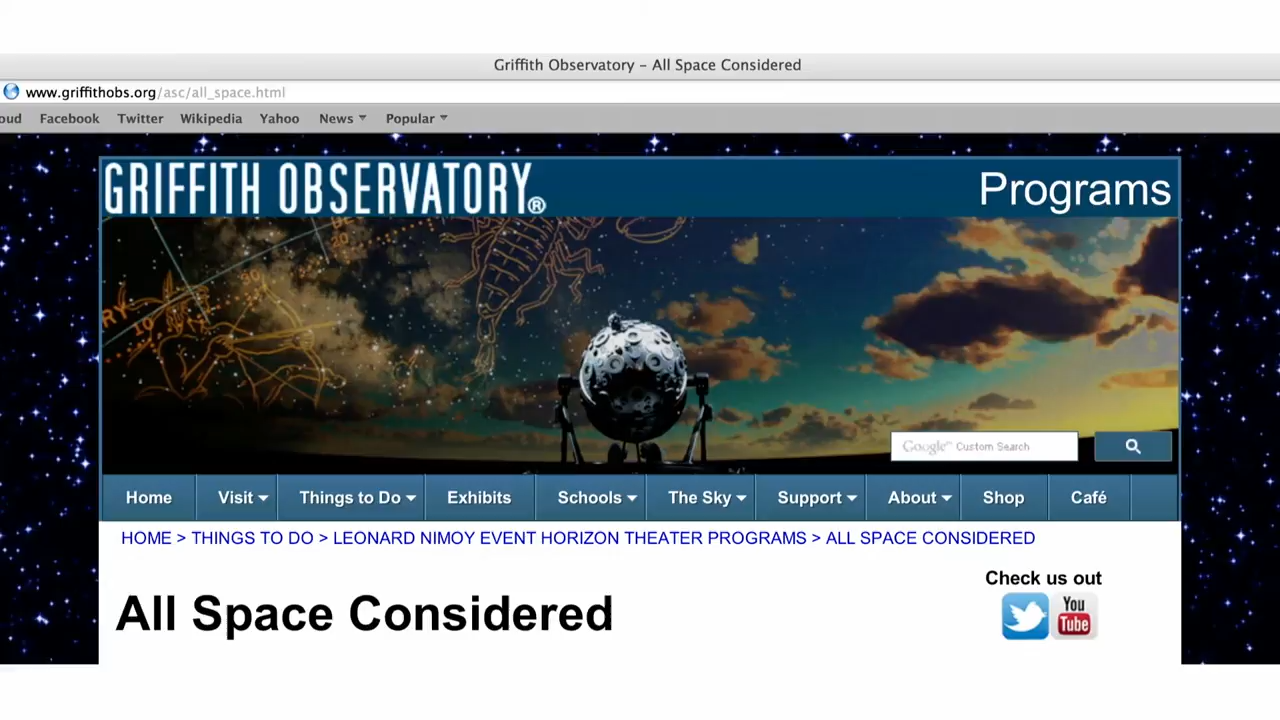 Griffith Observatory – All Space Considered
www.griffithobs.org/asc/all_space.html
oud Facebook Twitter Wikipedia Yahoo News Popular
GRIFFITH OBSERVATORY®
Programs
20
10
Google™ Custom Search
Home Visit Things to Do Exhibits Schools The Sky Support About Shop Café
HOME > THINGS TO DO > LEONARD NIMOY EVENT HORIZON THEATER PROGRAMS > ALL SPACE CONSIDERED
Check us out
All Space Considered
You
Tube